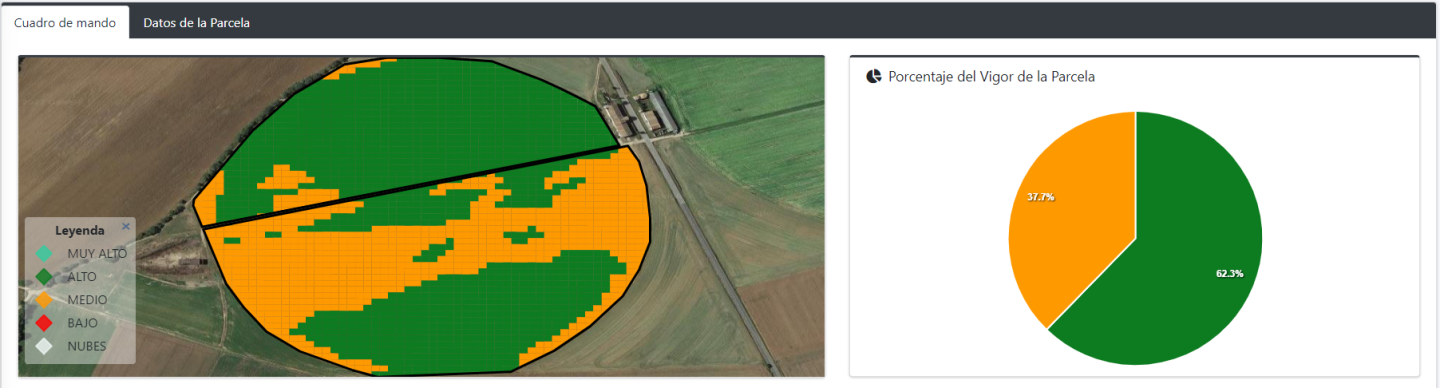 Cuadro de mando
Datos de la Parcela
Leyenda
×
MUY ALTO
ALTO
MEDIO
BAJO
NUBES
Porcentaje del Vigor de la Parcela
37.7%
62.3%